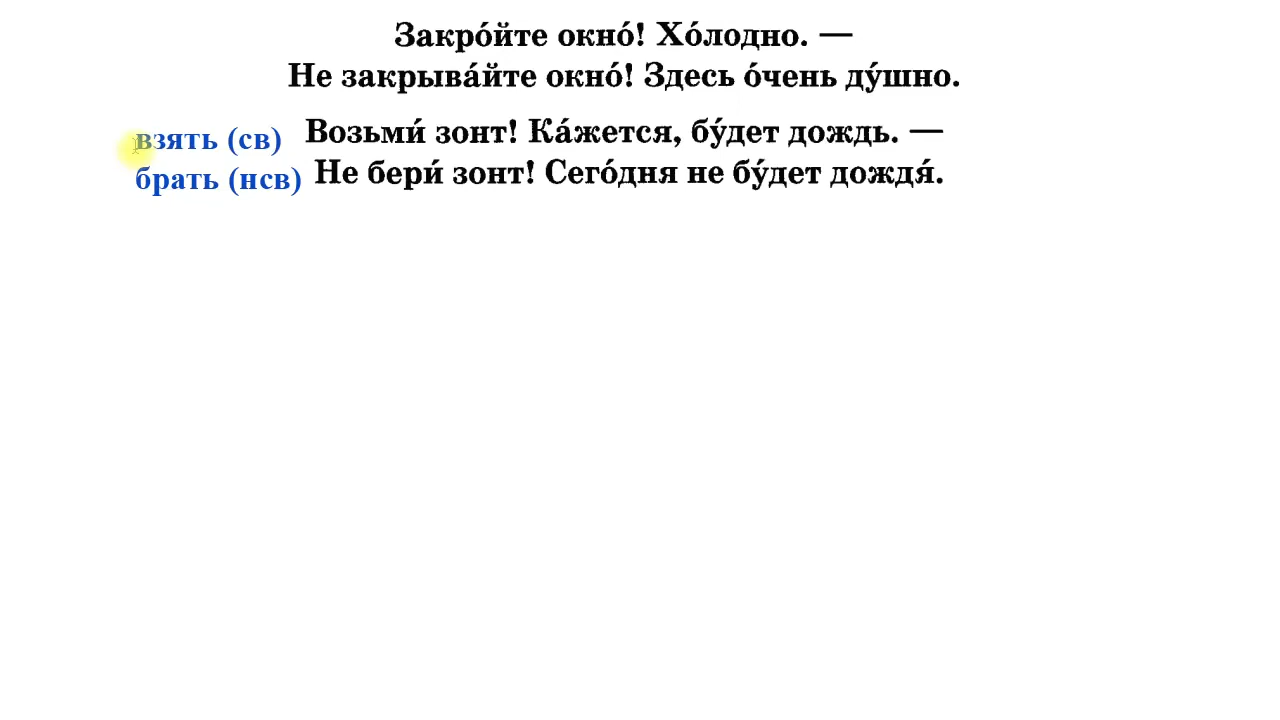 Закро́йте окно́! Хо́лодно. —
Не закрыва́йте окно́! Здесь о́чень ду́шно.
взять (св) Возьми́ зонт! Ка́жется, бу́дет дождь. —
брать (нсв) Не бери́ зонт! Сего́дня не бу́дет дождя́.